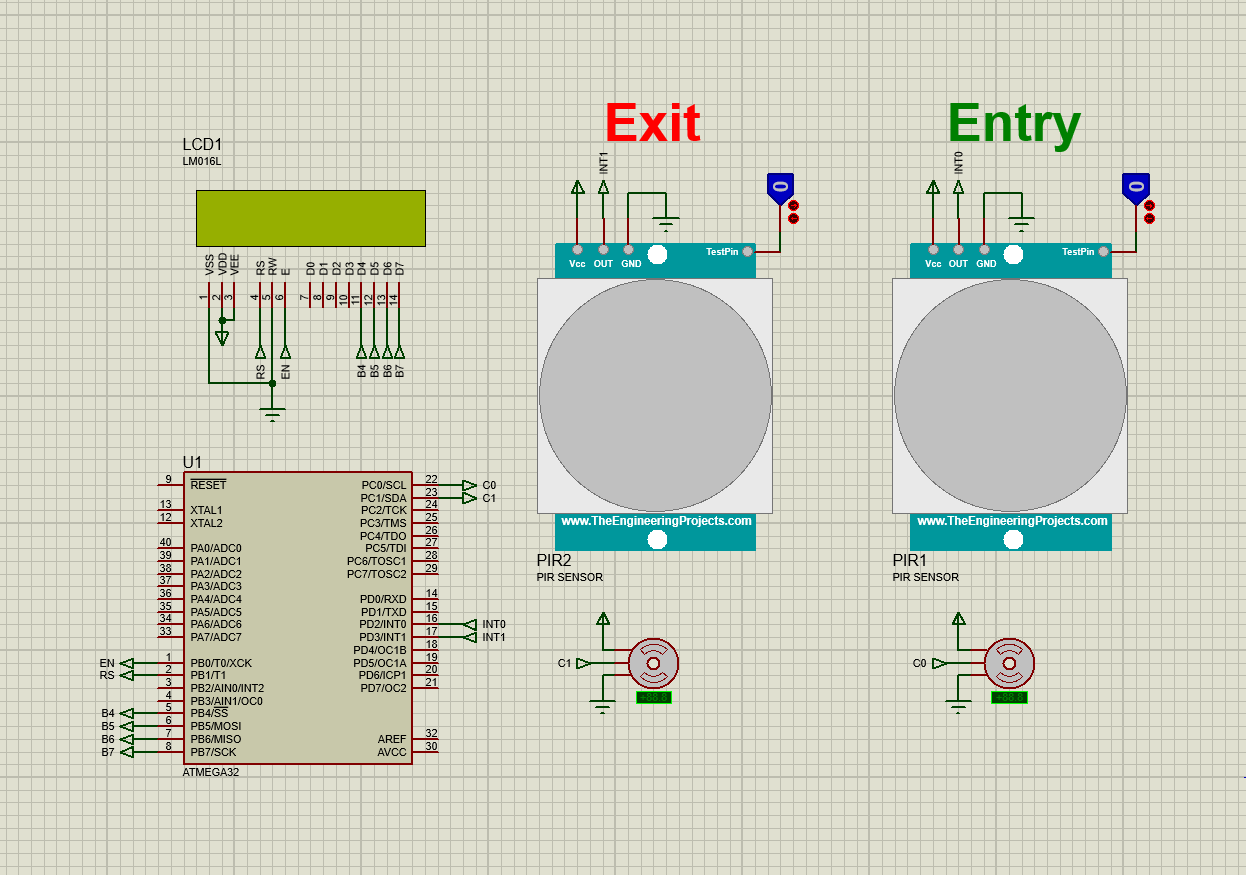 Exit
Entry
LCD1
LM016L
VSS
VDD
VEE
RS
RW
E
D0
D1
D2
D3
D4
D5
D6
D7
1
2
3
4
5
6
7
8
9
10
11
12
13
14
RS
EN
B4
B5
B6
B7
INT1
0
Vcc
OUT
GND
TestPin
www.TheEngineeringProjects.com
PIR2
PIR SENSOR
INT0
0
Vcc
OUT
GND
TestPin
www.TheEngineeringProjects.com
PIR1
PIR SENSOR
U1
9 RESET
13 XTAL1
12 XTAL2
40 PA0/ADC0
39 PA1/ADC1
38 PA2/ADC2
37 PA3/ADC3
36 PA4/ADC4
35 PA5/ADC5
34 PA6/ADC6
33 PA7/ADC7
EN 1 PB0/T0/XCK
RS 2 PB1/T1
3 PB2/AIN0/INT2
4 PB3/AIN1/OC0
B4 5 PB4/SS
B5 6 PB5/MOSI
B6 7 PB6/MISO
B7 8 PB7/SCK
PC0/SCL 22 C0
PC1/SDA 23 C1
PC2/TCK 24
PC3/TMS 25
PC4/TDO 26
PC5/TDI 27
PC6/TOSC1 28
PC7/TOSC2 29
PD0/RXD 14
PD1/TXD 15
PD2/INT0 16 INT0
PD3/INT1 17 INT1
PD4/OC1B 18
PD5/OC1A 19
PD6/ICP1 20
PD7/OC2 21
AREF 32
AVCC 30
ATMEGA32
C1
C0